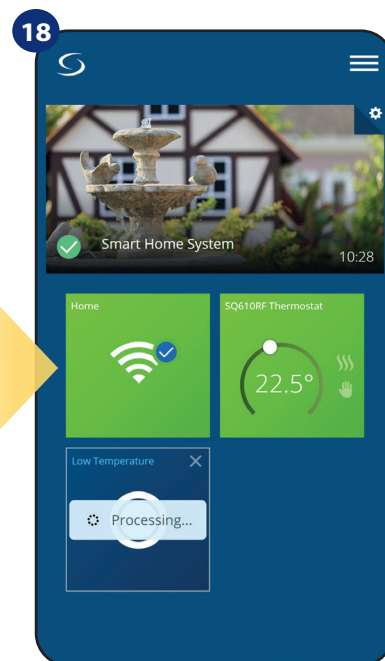 18
Smart Home System
10:28
Home
SQ610RF Thermostat
22.5°
Low Temperature
Processing...